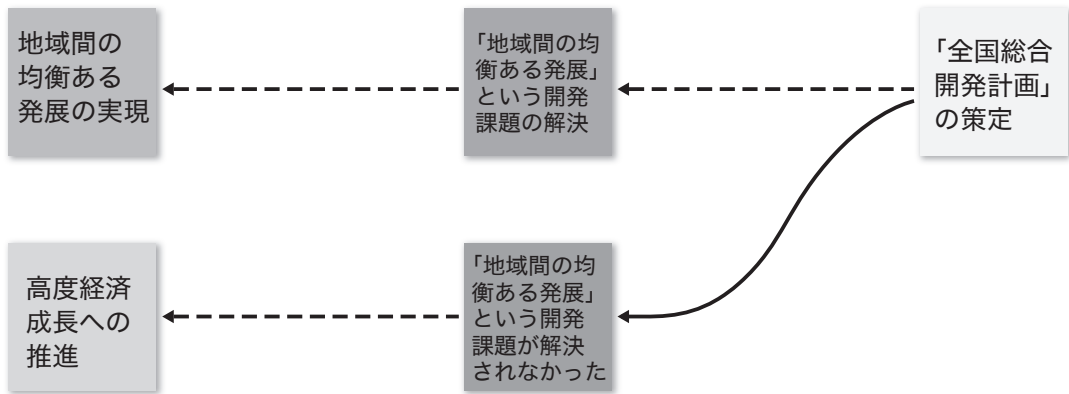 地域間の
均衡ある
発展の実現
「地域間の均
衡ある発展」
という開発
課題の解決
「全国総合
開発計画」
の策定
高度経済
成長への
推進
「地域間の均
衡ある発展」
という開発
課題が解決
されなかった